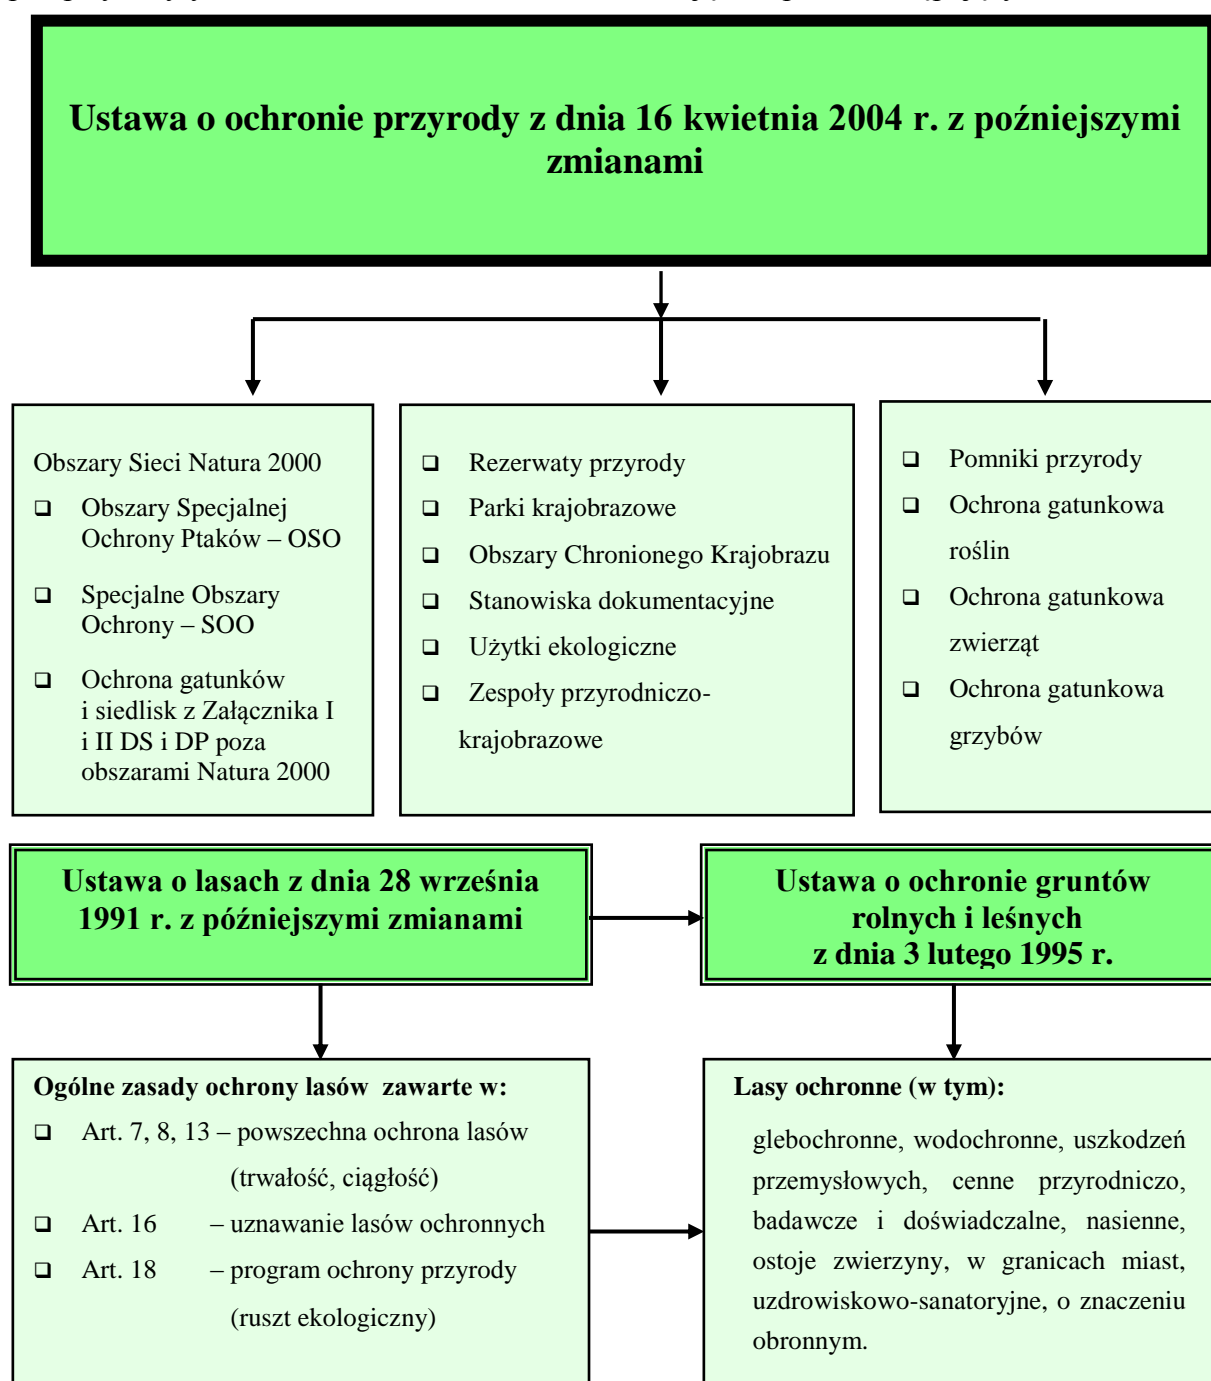 Ustawa o ochronie przyrody z dnia 16 kwietnia 2004 r. z poźniejszymi
zmianami
Obszary Sieci Natura 2000
❑ Obszary Specjalnej
Ochrony Ptaków – OSO
❑ Specjalne Obszary
Ochrony – SOO
❑ Ochrona gatunków
i siedlisk z Załącznika I
i II DS i DP poza
obszarami Natura 2000
❑ Rezerwaty przyrody
❑ Parki krajobrazowe
❑ Obszary Chronionego Krajobrazu
❑ Stanowiska dokumentacyjne
❑ Użytki ekologiczne
❑ Zespoły przyrodniczo-
krajobrazowe
❑ Pomniki przyrody
❑ Ochrona gatunkowa
roślin
❑ Ochrona gatunkowa
zwierząt
❑ Ochrona gatunkowa
grzybów
Ustawa o lasach z dnia 28 września
1991 r. z późniejszymi zmianami
Ustawa o ochronie gruntów
rolnych i leśnych
z dnia 3 lutego 1995 r.
Ogólne zasady ochrony lasów zawarte w:
❑ Art. 7, 8, 13 – powszechna ochrona lasów
(trwałość, ciągłość)
❑ Art. 16 – uznawanie lasów ochronnych
❑ Art. 18 – program ochrony przyrody
(ruszt ekologiczny)
Lasy ochronne (w tym):
glebochronne, wodochronne, uszkodzeń
przemysłowych, cenne przyrodniczo,
badawcze i doświadczalne, nasienne,
ostoje zwierzyny, w granicach miast,
uzdrowiskowo-sanatoryjne, o znaczeniu
obronnym.